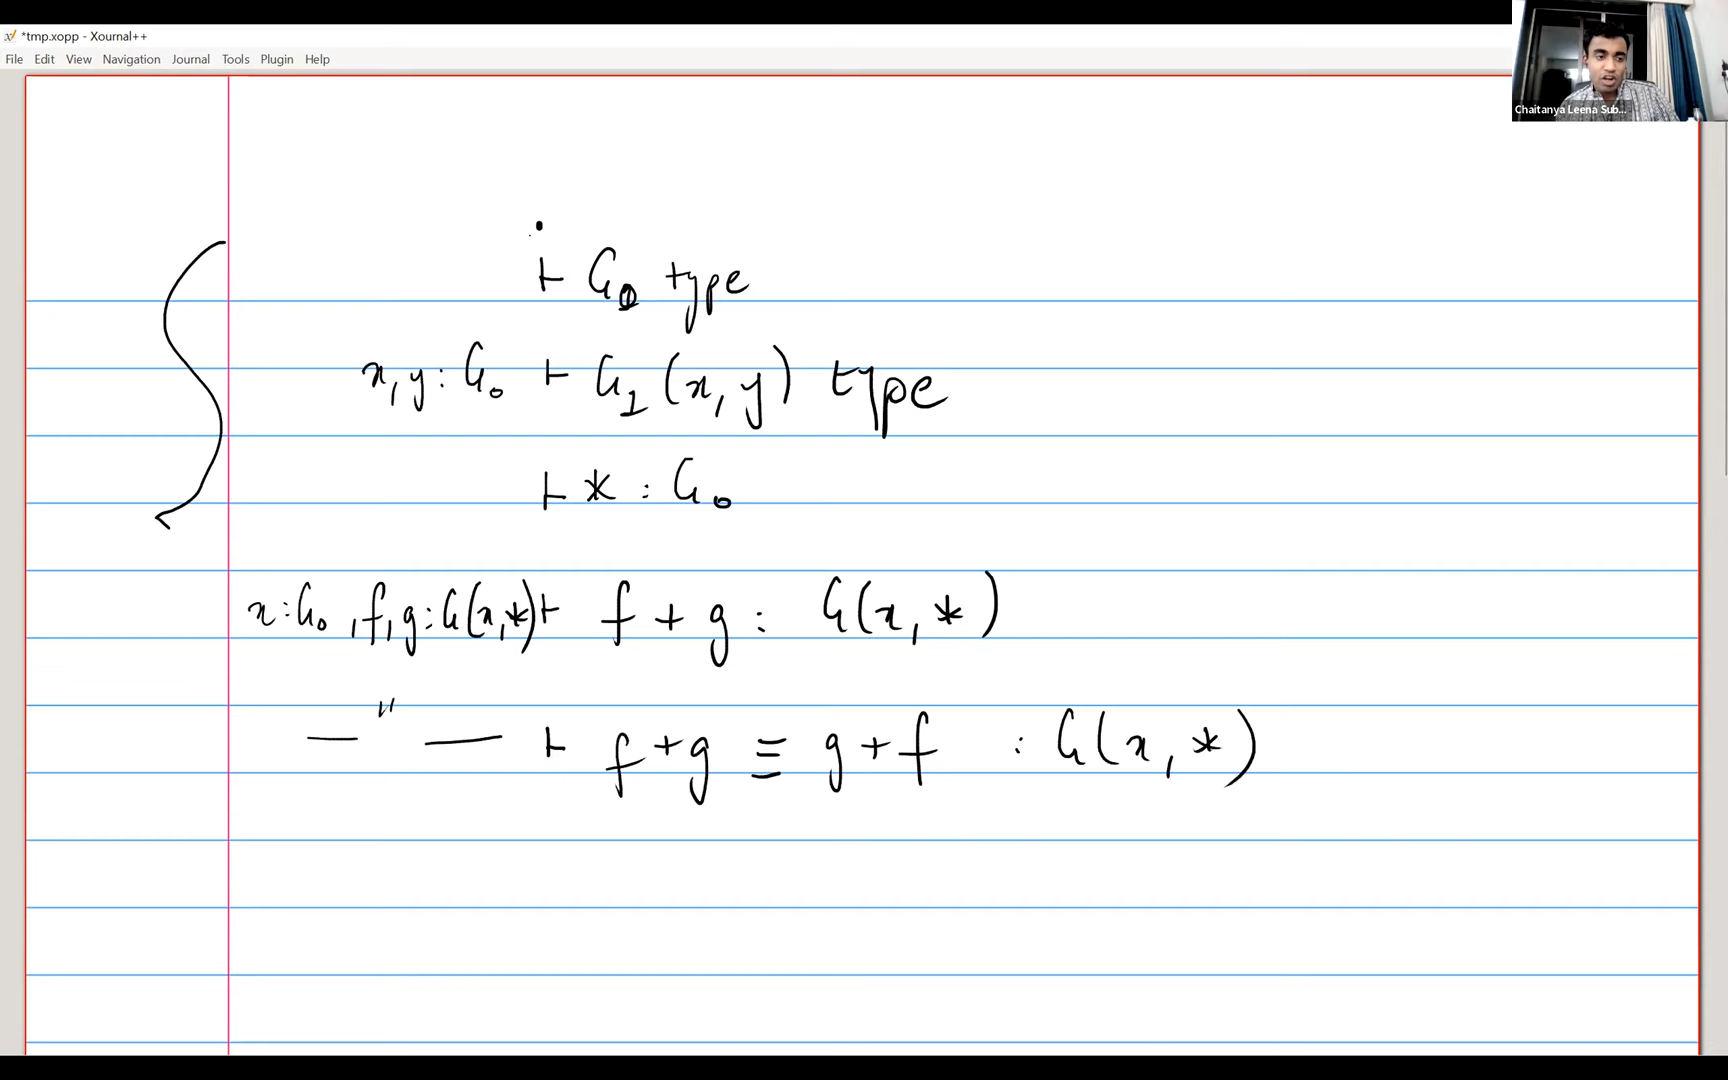 *tmp.xopp - Xournal++
File Edit View Navigation Journal Tools Plugin Help
Chaitanya Leena Sub...
⊢ G₀ type
x, y : G₀ ⊢ G₁(x, y) type
⊢ * : G₀
x : G₀, f, g : G(x, *) ⊢ f + g : G(x, *)
— " — ⊢ f + g ≡ g + f : G(x, *)